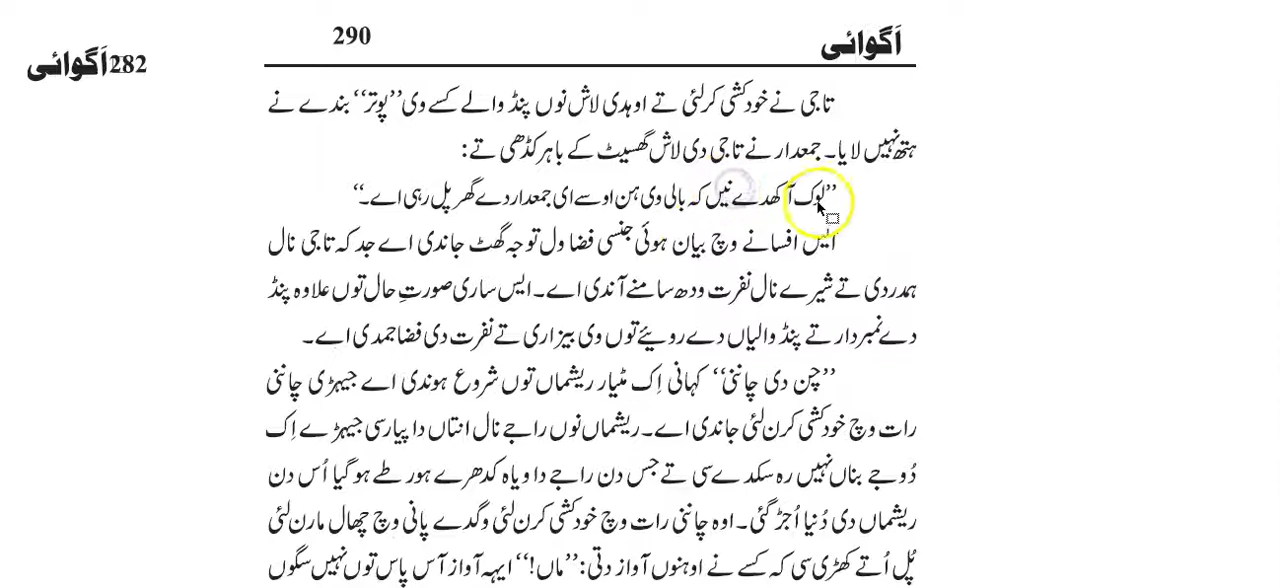 اَگوائی 290
282 اَگوائی
تاجی نے خودکشی کرلئی تے اوہدی لاش نوں پنڈ والے کسے وی ’’پوتر‘‘ بندے نے
ہتھ نہیں لایا۔ جمعدار نے تاجی دی لاش گھسیٹ کے باہر کڈھی تے:
’’لوک آکھدے نیں کہ بالی وی ہن اوسے ای جمعدار دے گھر پل رہی اے۔‘‘
ایس افسانے وچ بیان ہوئی جنسی فضا ول توجہ گھٹ جاندی اے جد کہ تاجی نال
ہمدردی تے شیرے نال نفرت ودھ سامنے آندی اے۔ ایس ساری صورتِ حال توں علاوہ پنڈ
دے نمبردار تے پنڈ والیاں دے رویئے توں وی بیزاری تے نفرت دی فضا جمدی اے۔
’’چن دی چاننی‘‘ کہانی اِک مٹیار ریشماں توں شروع ہوندی اے جیہڑی چاننی
رات وچ خودکشی کرن لئی جاندی اے۔ ریشماں نوں راجے نال انتاں دا پیار سی جیہڑے اِک
دُوجے بناں نہیں رہ سکدے سی تے جس دن راجے دا ویاہ کدھرے ہور طے ہو گیا اُس دن
ریشماں دی دُنیا اُجڑ گئی۔ اوہ چاننی رات وچ خودکشی کرن لئی وگدے پانی وچ چھال مارن لئی
پُل اُتے کھڑی سی کہ کسے نے اوہنوں آواز دتی: ’’ماں!‘‘ ایہہ آواز آس پاس توں نہیں سگوں